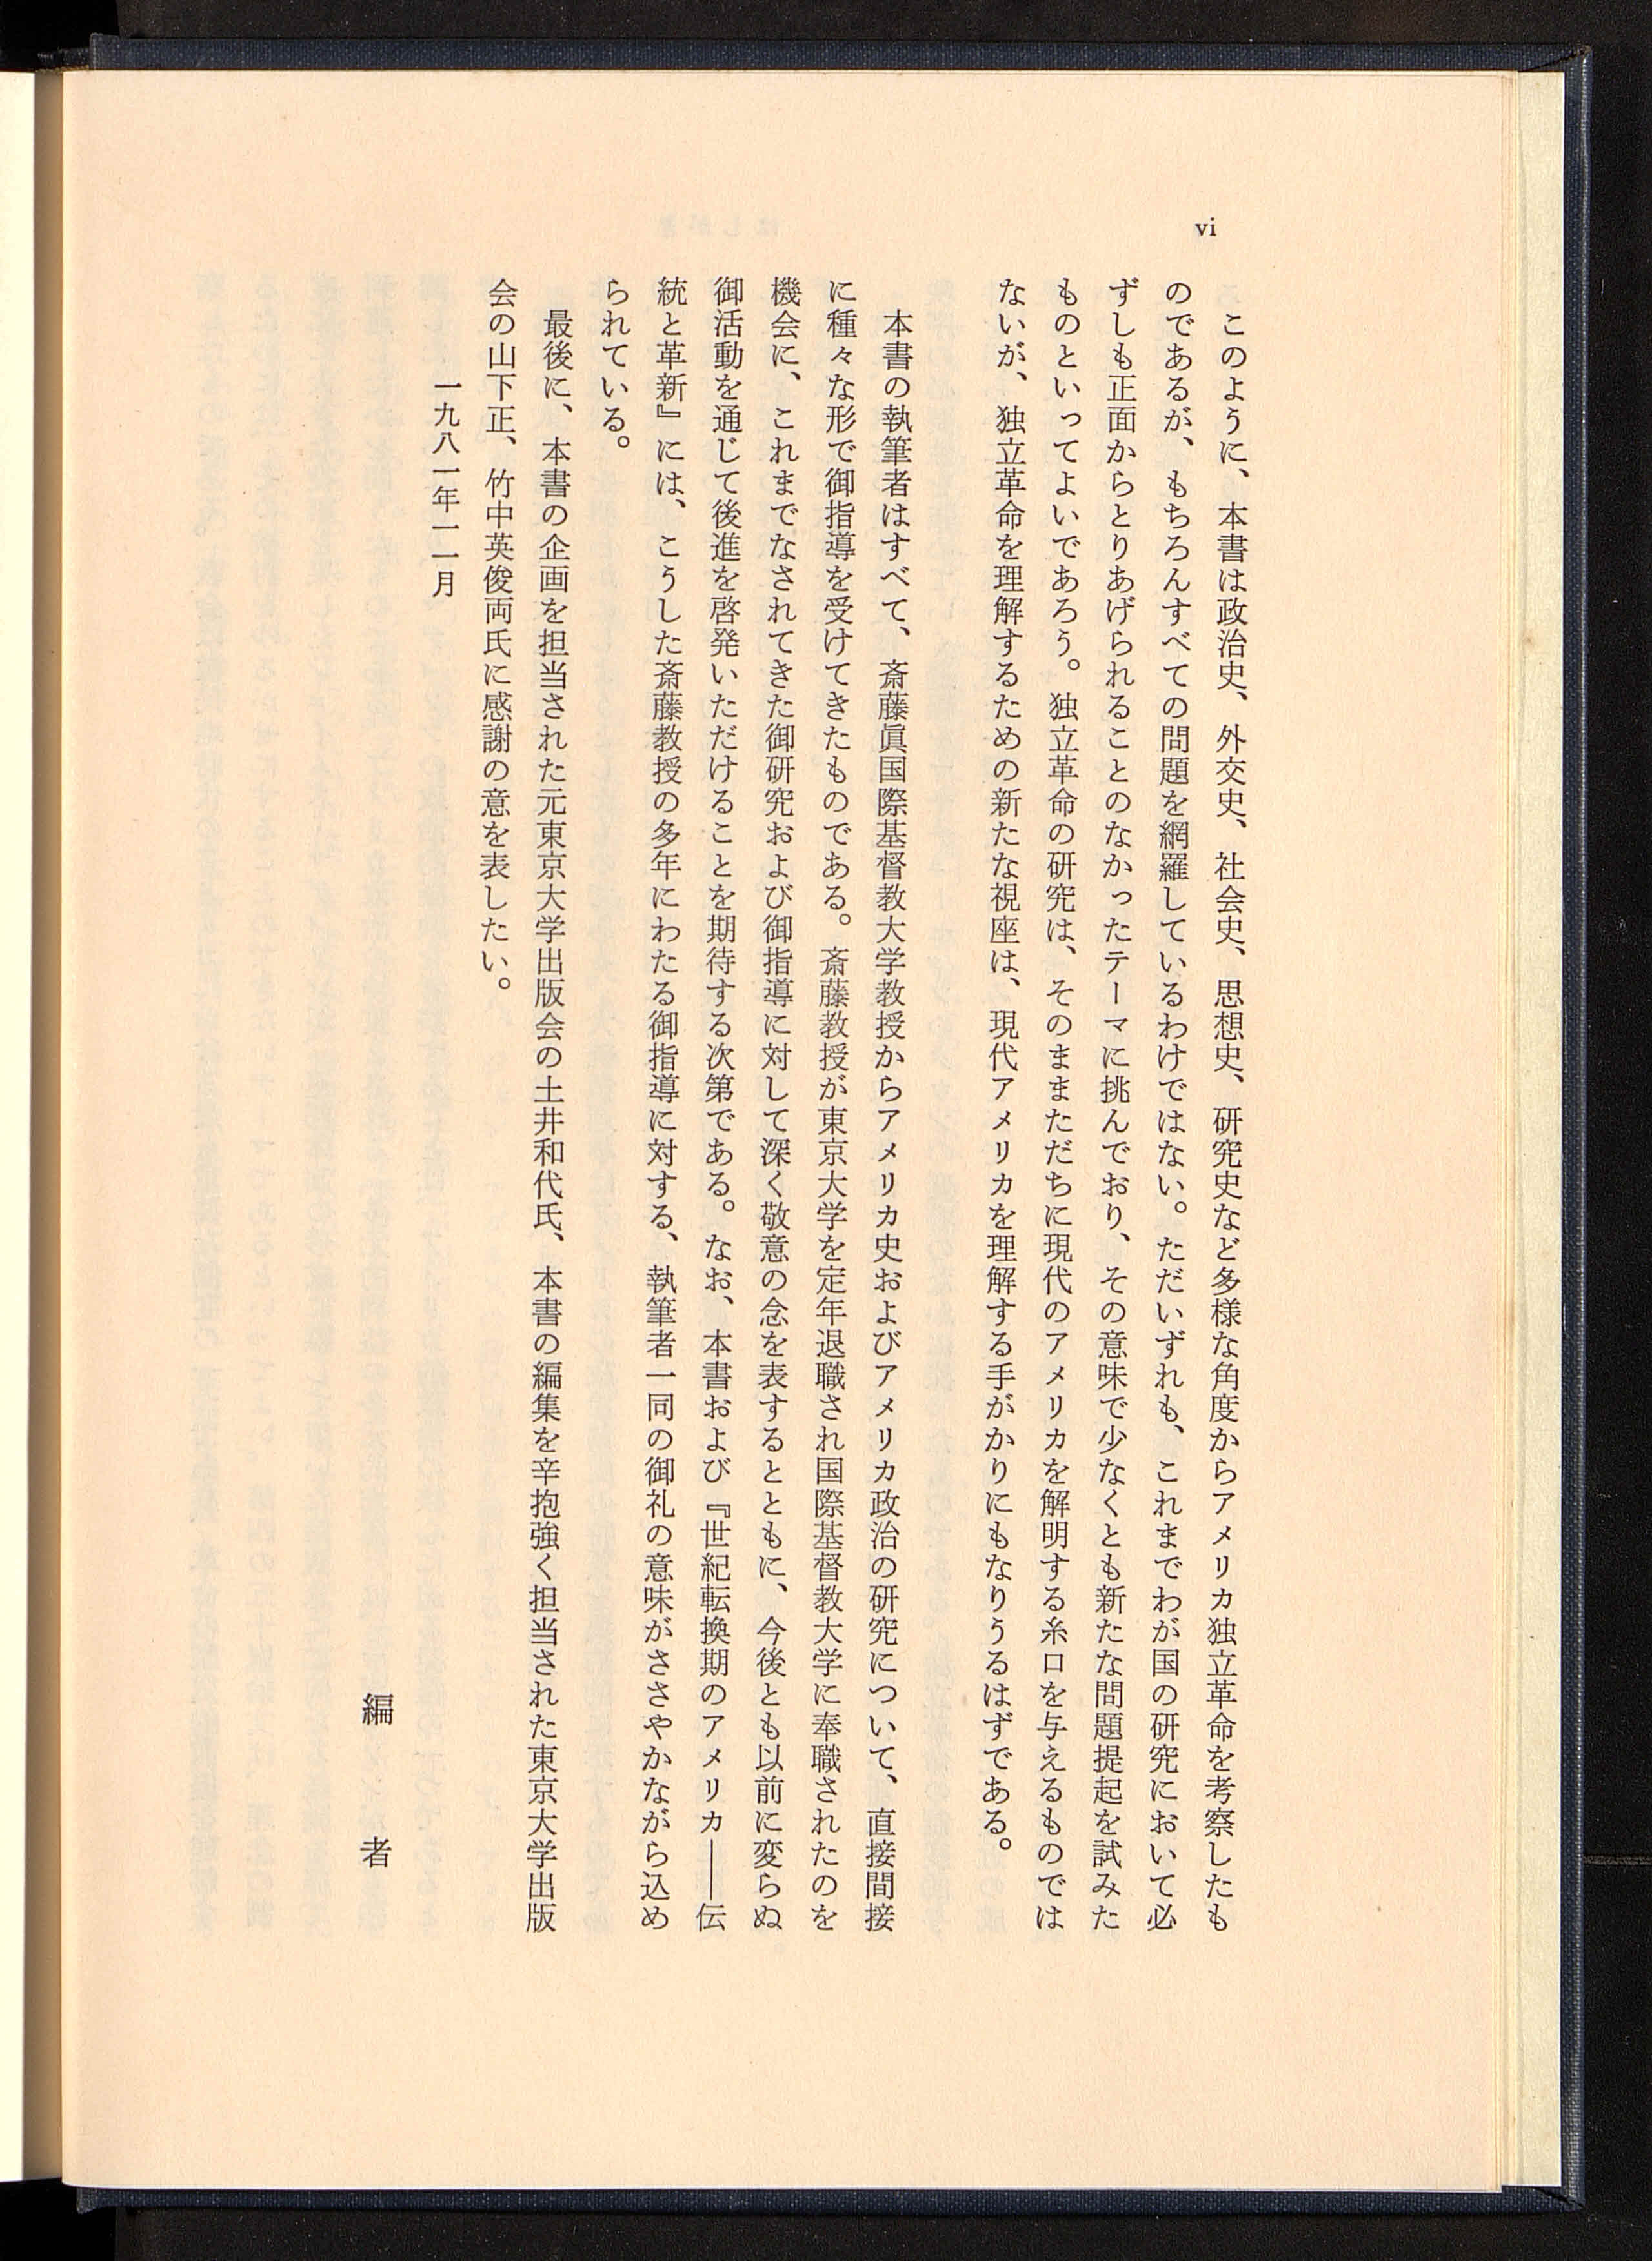 vi
このように、本書は政治史、外交史、社会史、思想史、研究史など多様な角度からアメリカ独立革命を考察したも
のであるが、もちろんすべての問題を網羅しているわけではない。ただいずれも、これまでわが国の研究において必
ずしも正面からとりあげられることのなかったテーマに挑んでおり、その意味で少なくとも新たな問題提起を試みた
ものといってよいであろう。独立革命の研究は、そのままただちに現代のアメリカを解明する糸口を与えるものでは
ないが、独立革命を理解するための新たな視座は、現代アメリカを理解する手がかりにもなりうるはずである。
本書の執筆者はすべて、斎藤眞国際基督教大学教授からアメリカ史およびアメリカ政治の研究について、直接間接
に種々な形で御指導を受けてきたものである。斎藤教授が東京大学を定年退職され国際基督教大学に奉職されたのを
機会に、これまでなされてきた御研究および御指導に対して深く敬意の念を表するとともに、今後とも以前に変らぬ
御活動を通じて後進を啓発いただけることを期待する次第である。なお、本書および『世紀転換期のアメリカ――伝
統と革新』には、こうした斎藤教授の多年にわたる御指導に対する、執筆者一同の御礼の意味がささやかながら込め
られている。
最後に、本書の企画を担当された元東京大学出版会の土井和代氏、本書の編集を辛抱強く担当された東京大学出版
会の山下正、竹中英俊両氏に感謝の意を表したい。
一九八一年一一月
編者